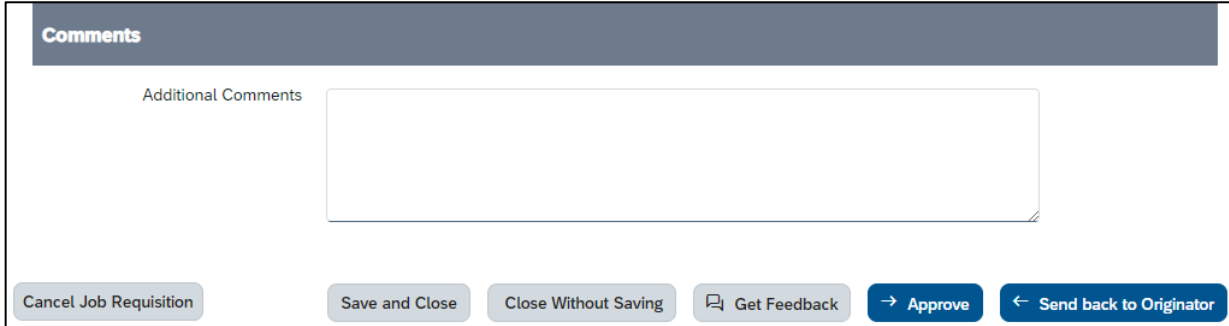 Comments
Additional Comments
Cancel Job Requisition Save and Close Close Without Saving Get Feedback Approve Send back to Originator